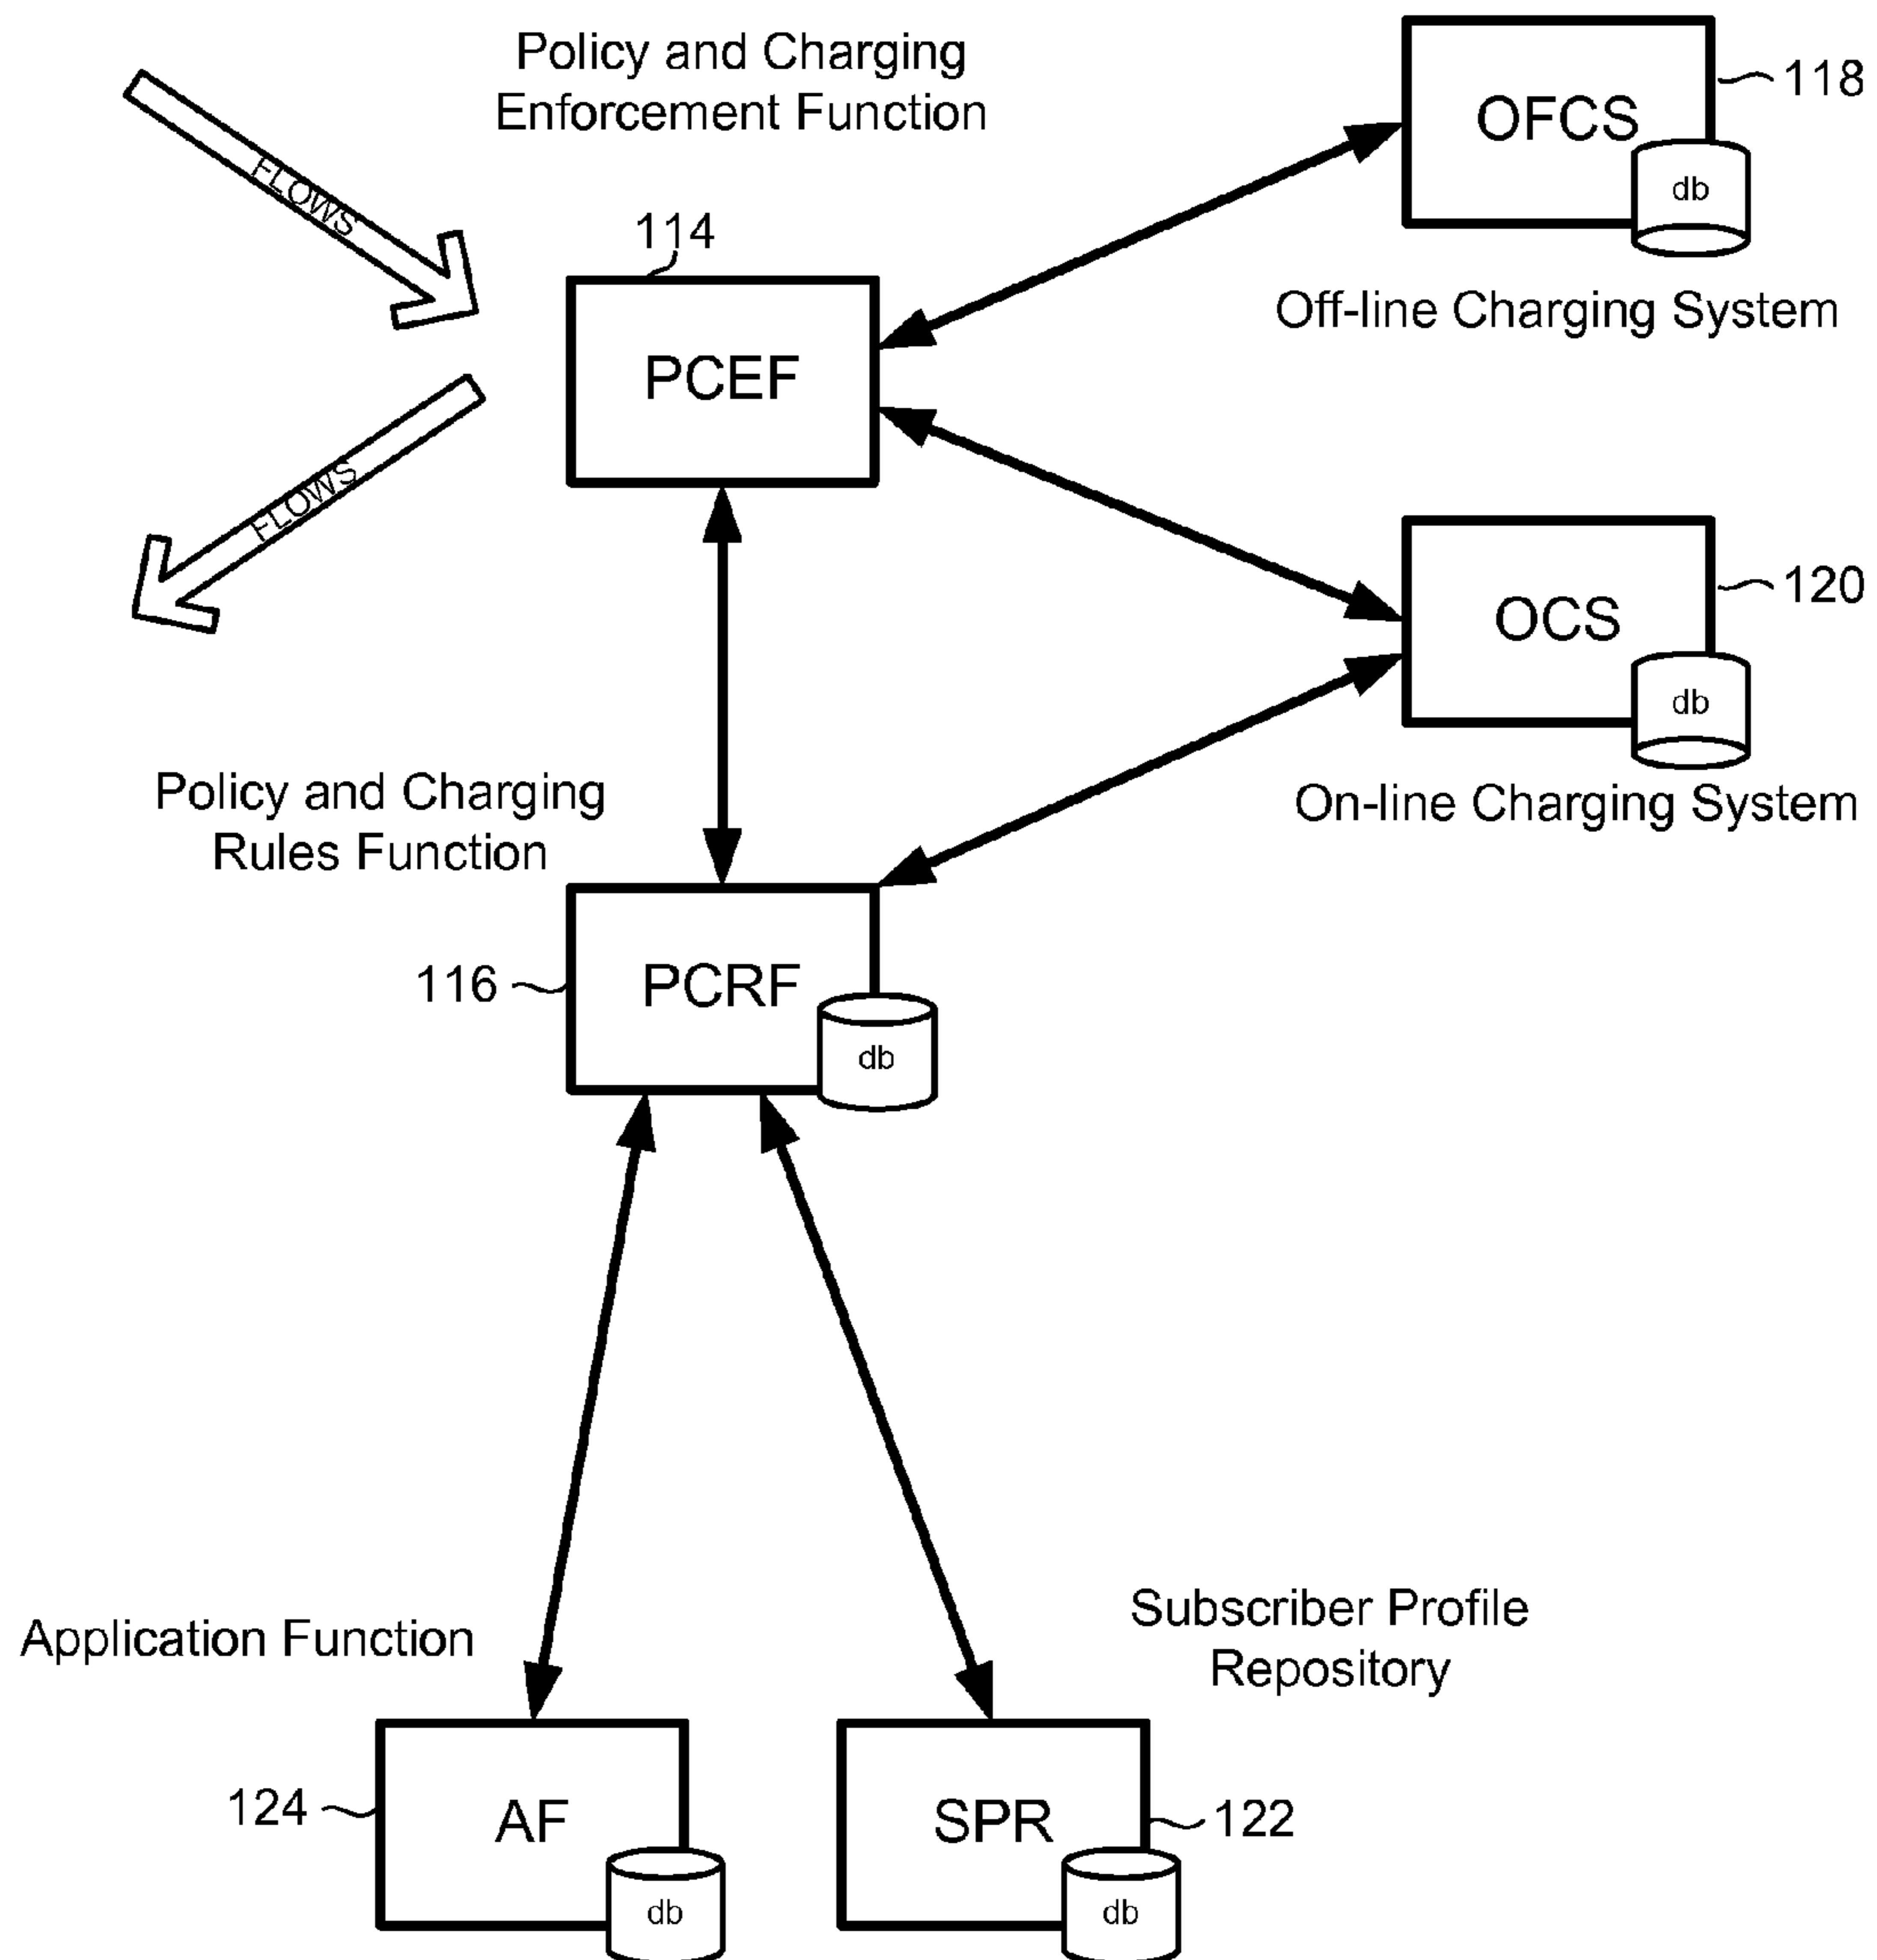 Policy and Charging
Enforcement Function
OFCS
118
db
Off-line Charging System
FLOWS
114
PCEF
FLOWS
OCS
120
db
On-line Charging System
Policy and Charging
Rules Function
116
PCRF
db
Application Function
Subscriber Profile
Repository
124
AF
db
SPR
122
db